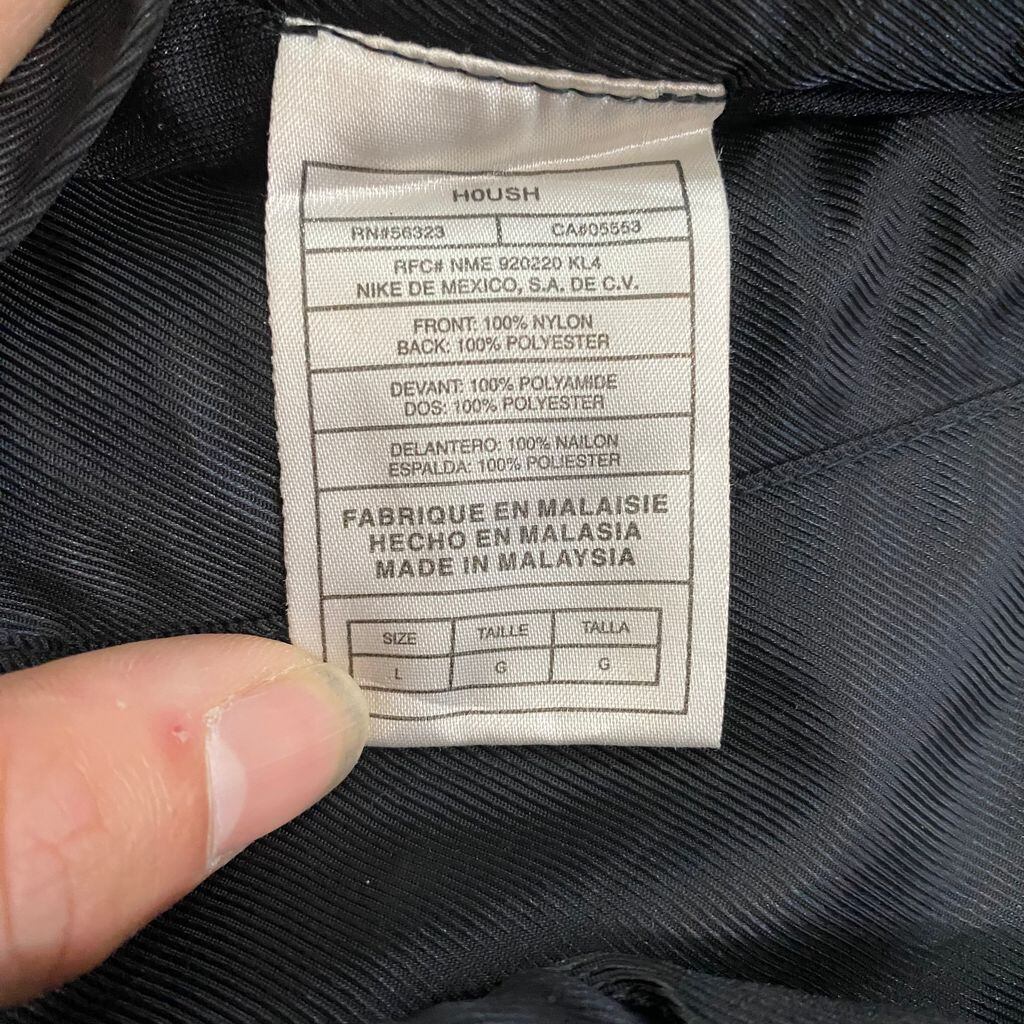 HOUSH
RN#56323 CA#05553
RFC# NME 920220 KL4
NIKE DE MEXICO, S.A. DE C.V.
FRONT: 100% NYLON
BACK: 100% POLYESTER
DEVANT: 100% POLYAMIDE
DOS: 100% POLYESTER
DELANTERO: 100% NAILON
ESPALDA: 100% POLIESTER
FABRIQUE EN MALAISIE
HECHO EN MALASIA
MADE IN MALAYSIA
SIZE TAILLE TALLA
L G G